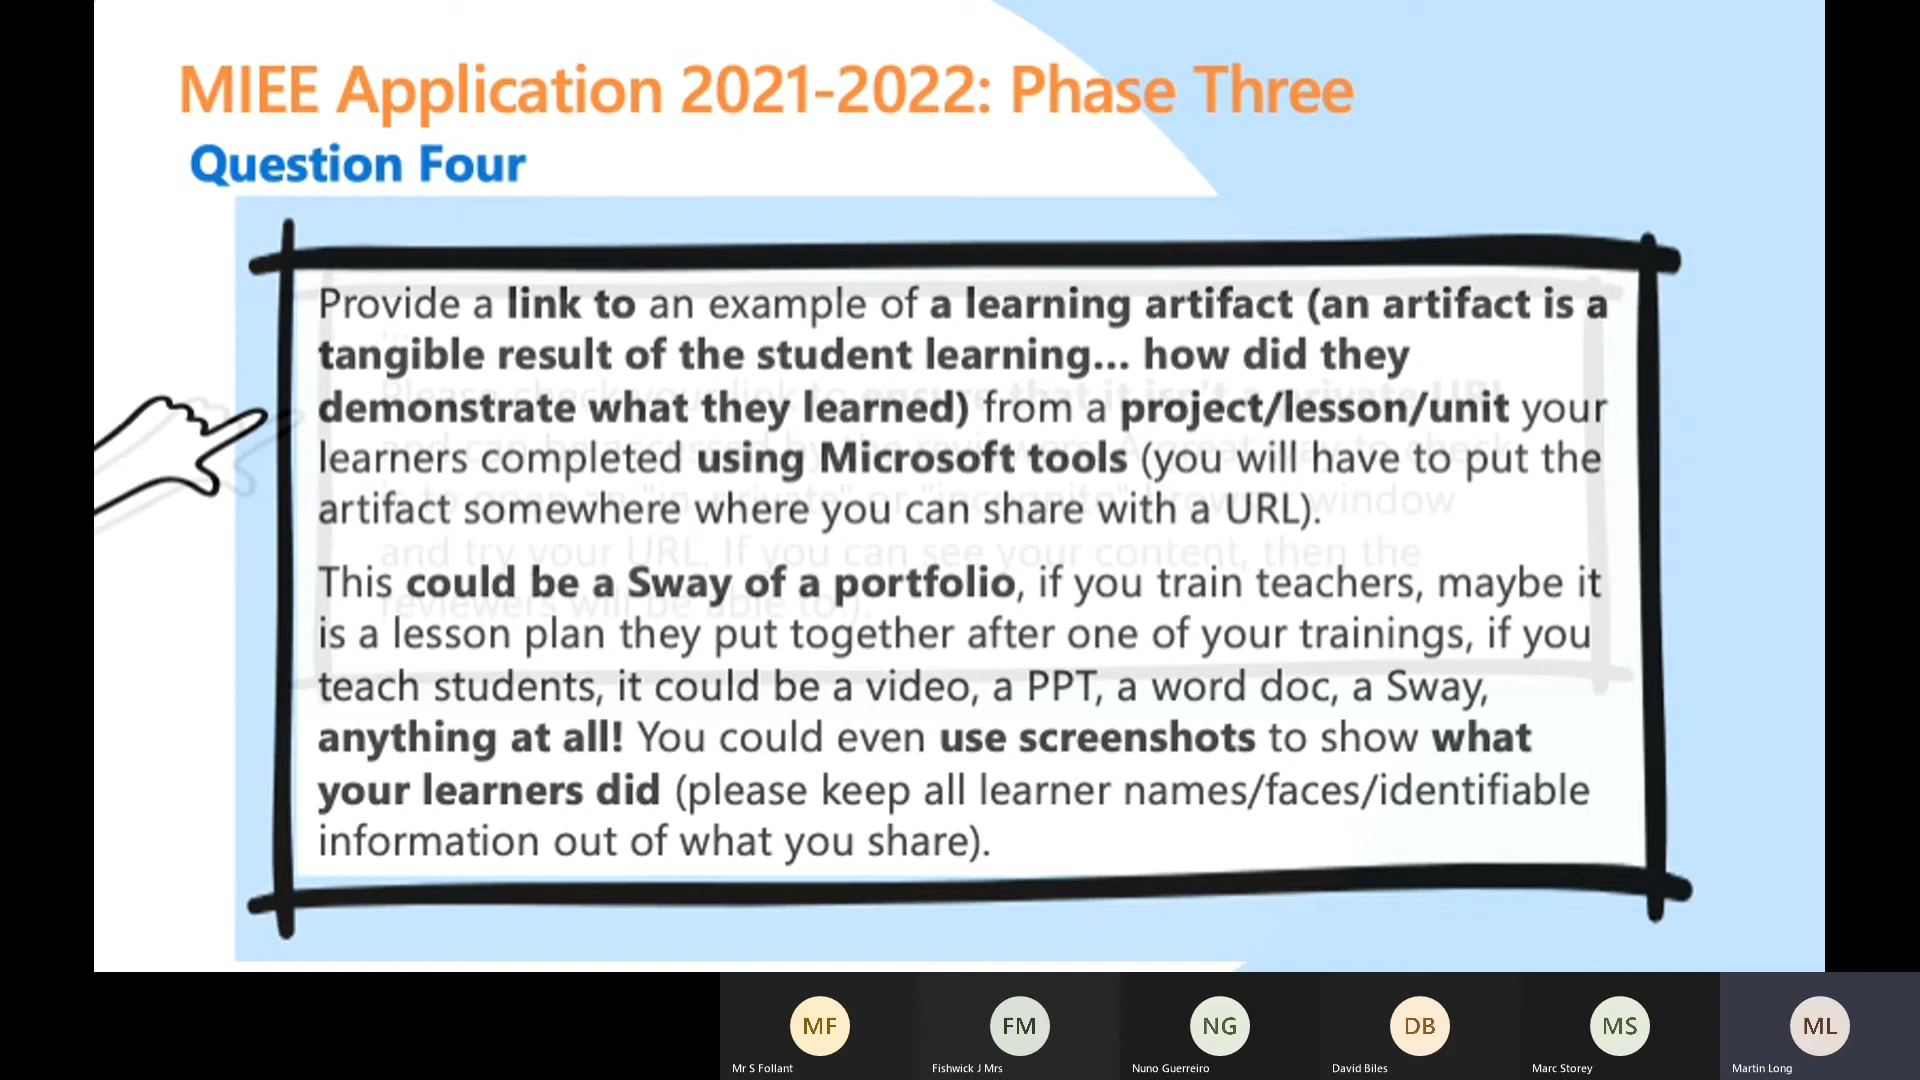 MIEE Application 2021-2022: Phase Three
Question Four
Provide a link to an example of a learning artifact (an artifact is a
tangible result of the student learning... how did they
demonstrate what they learned) from a project/lesson/unit your
learners completed using Microsoft tools (you will have to put the
artifact somewhere where you can share with a URL).
This could be a Sway of a portfolio, if you train teachers, maybe it
is a lesson plan they put together after one of your trainings, if you
teach students, it could be a video, a PPT, a word doc, a Sway,
anything at all! You could even use screenshots to show what
your learners did (please keep all learner names/faces/identifiable
information out of what you share).
MF
FM
NG
DB
MS
ML
Mr S Follant
Fishwick J Mrs
Nuno Guerreiro
David Biles
Marc Storey
Martin Long